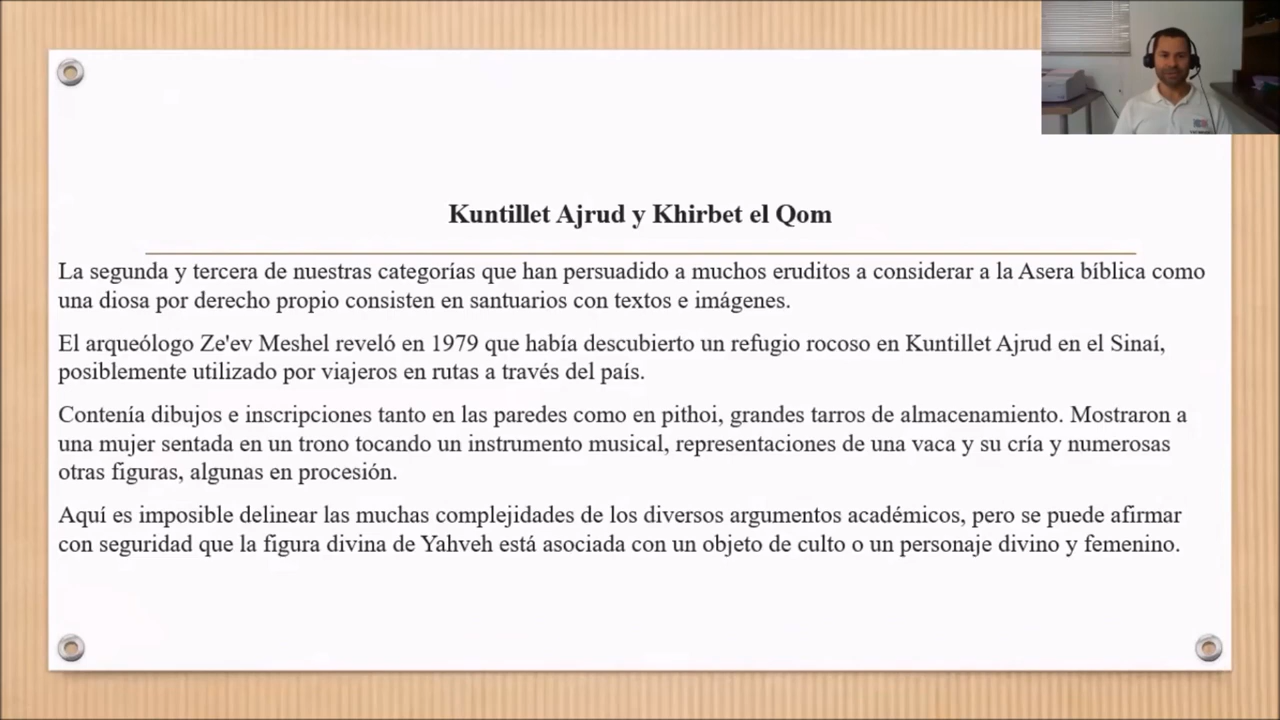 Kuntillet Ajrud y Khirbet el Qom
La segunda y tercera de nuestras categorías que han persuadido a muchos eruditos a considerar a la Asera bíblica como
una diosa por derecho propio consisten en santuarios con textos e imágenes.
El arqueólogo Ze'ev Meshel reveló en 1979 que había descubierto un refugio rocoso en Kuntillet Ajrud en el Sinaí,
posiblemente utilizado por viajeros en rutas a través del país.
Contenía dibujos e inscripciones tanto en las paredes como en pithoi, grandes tarros de almacenamiento. Mostraron a
una mujer sentada en un trono tocando un instrumento musical, representaciones de una vaca y su cría y numerosas
otras figuras, algunas en procesión.
Aquí es imposible delinear las muchas complejidades de los diversos argumentos académicos, pero se puede afirmar
con seguridad que la figura divina de Yahveh está asociada con un objeto de culto o un personaje divino y femenino.